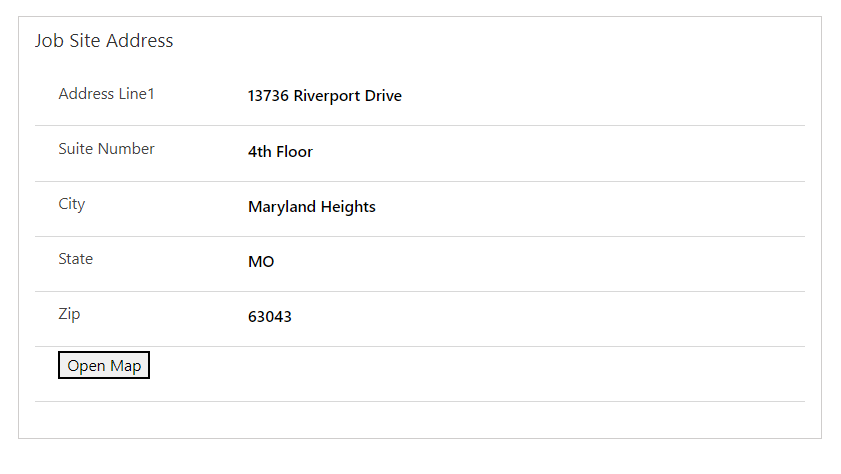 Job Site Address
Address Line1 13736 Riverport Drive
Suite Number 4th Floor
City Maryland Heights
State MO
Zip 63043
Open Map